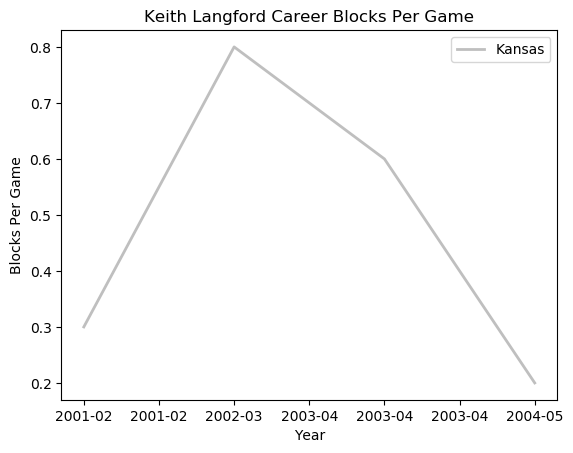 Keith Langford Career Blocks Per Game
Kansas
0.8
0.7
0.6
0.5
0.4
0.3
0.2
Blocks Per Game
2001-02 2001-02 2002-03 2003-04 2003-04 2003-04 2004-05
Year